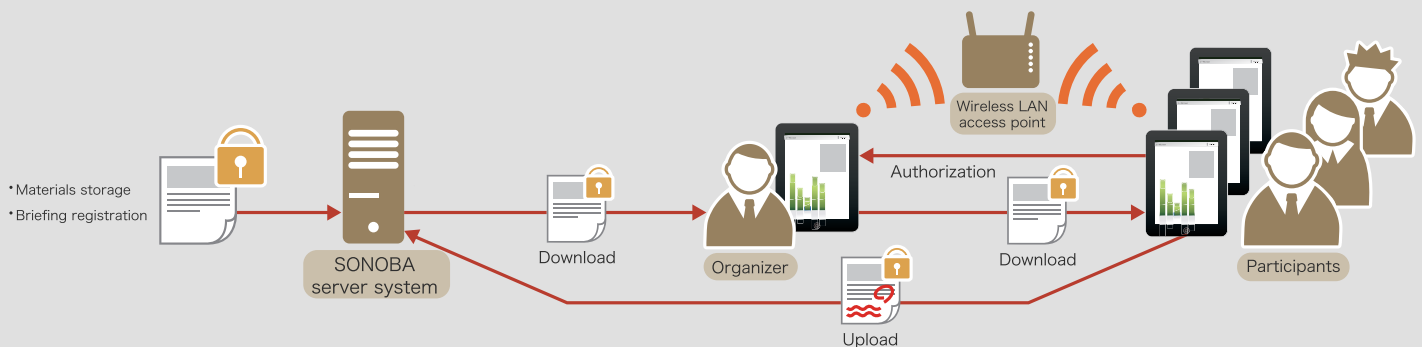 ・Materials storage
・Briefing registration
SONOBA
server system
Download
Organizer
Wireless LAN
access point
Authorization
Download
Participants
Upload